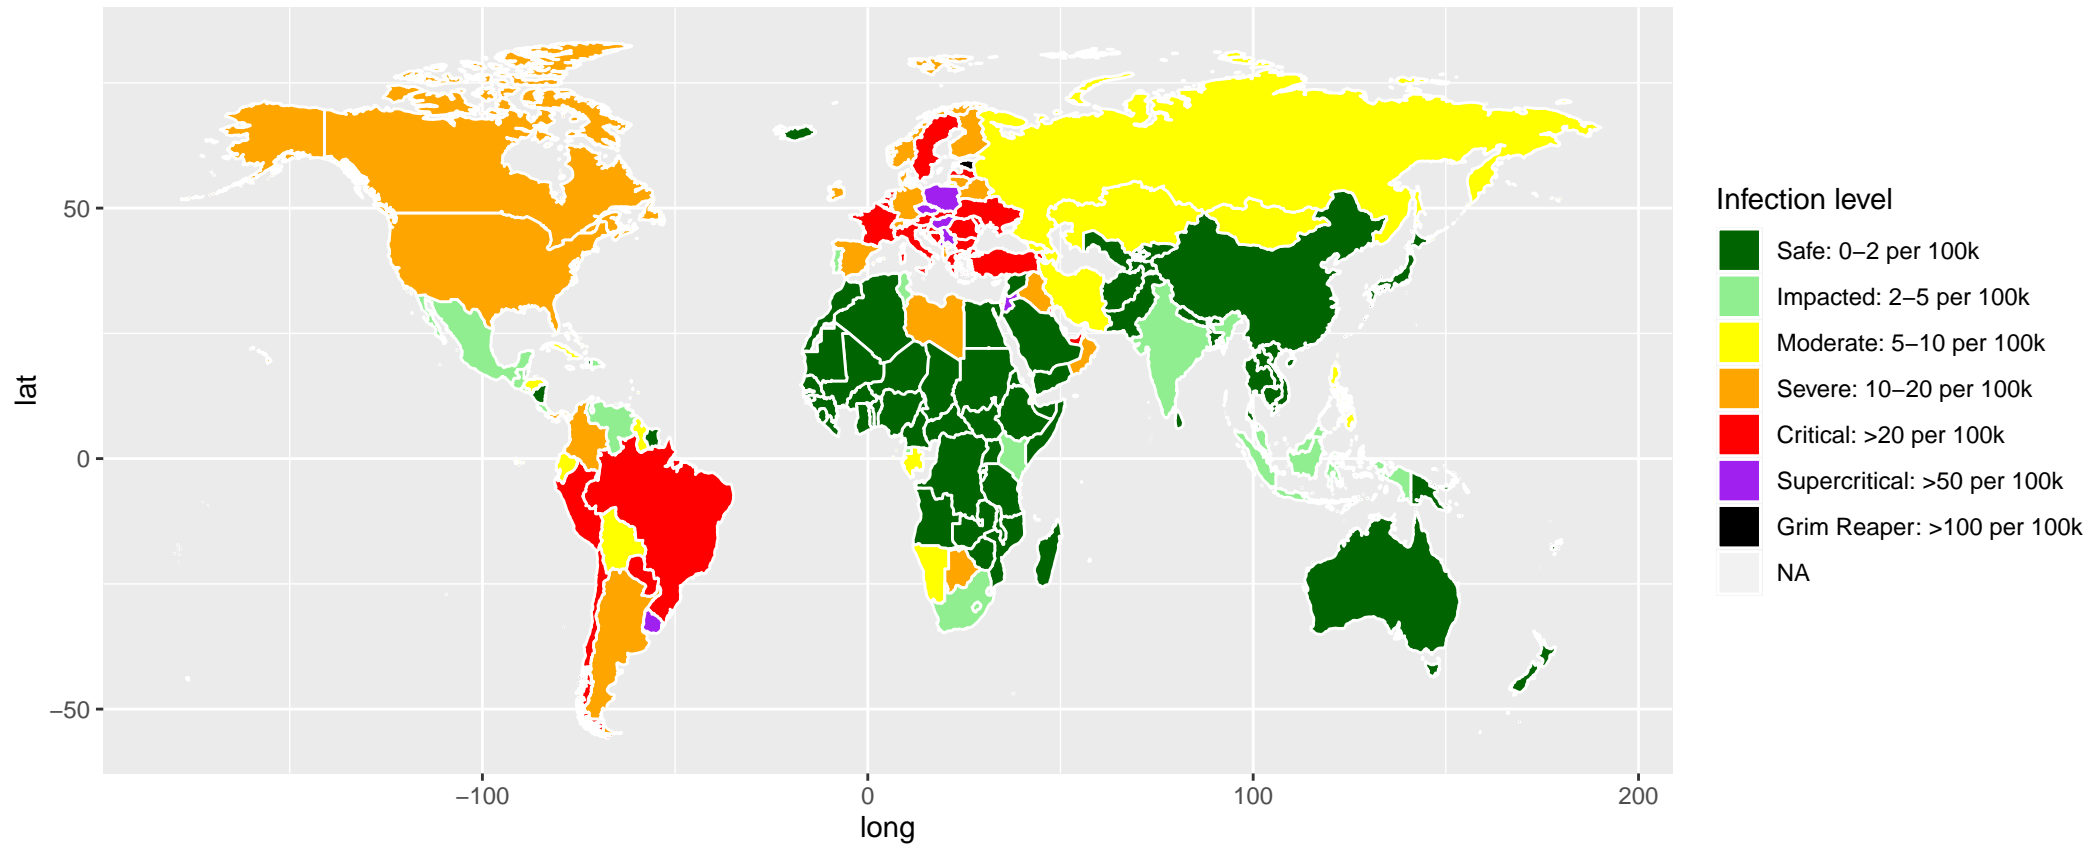 50
0
−50
lat
−100
0
100
200
long
Infection level
Safe: 0−2 per 100k
Impacted: 2−5 per 100k
Moderate: 5−10 per 100k
Severe: 10−20 per 100k
Critical: >20 per 100k
Supercritical: >50 per 100k
Grim Reaper: >100 per 100k
NA